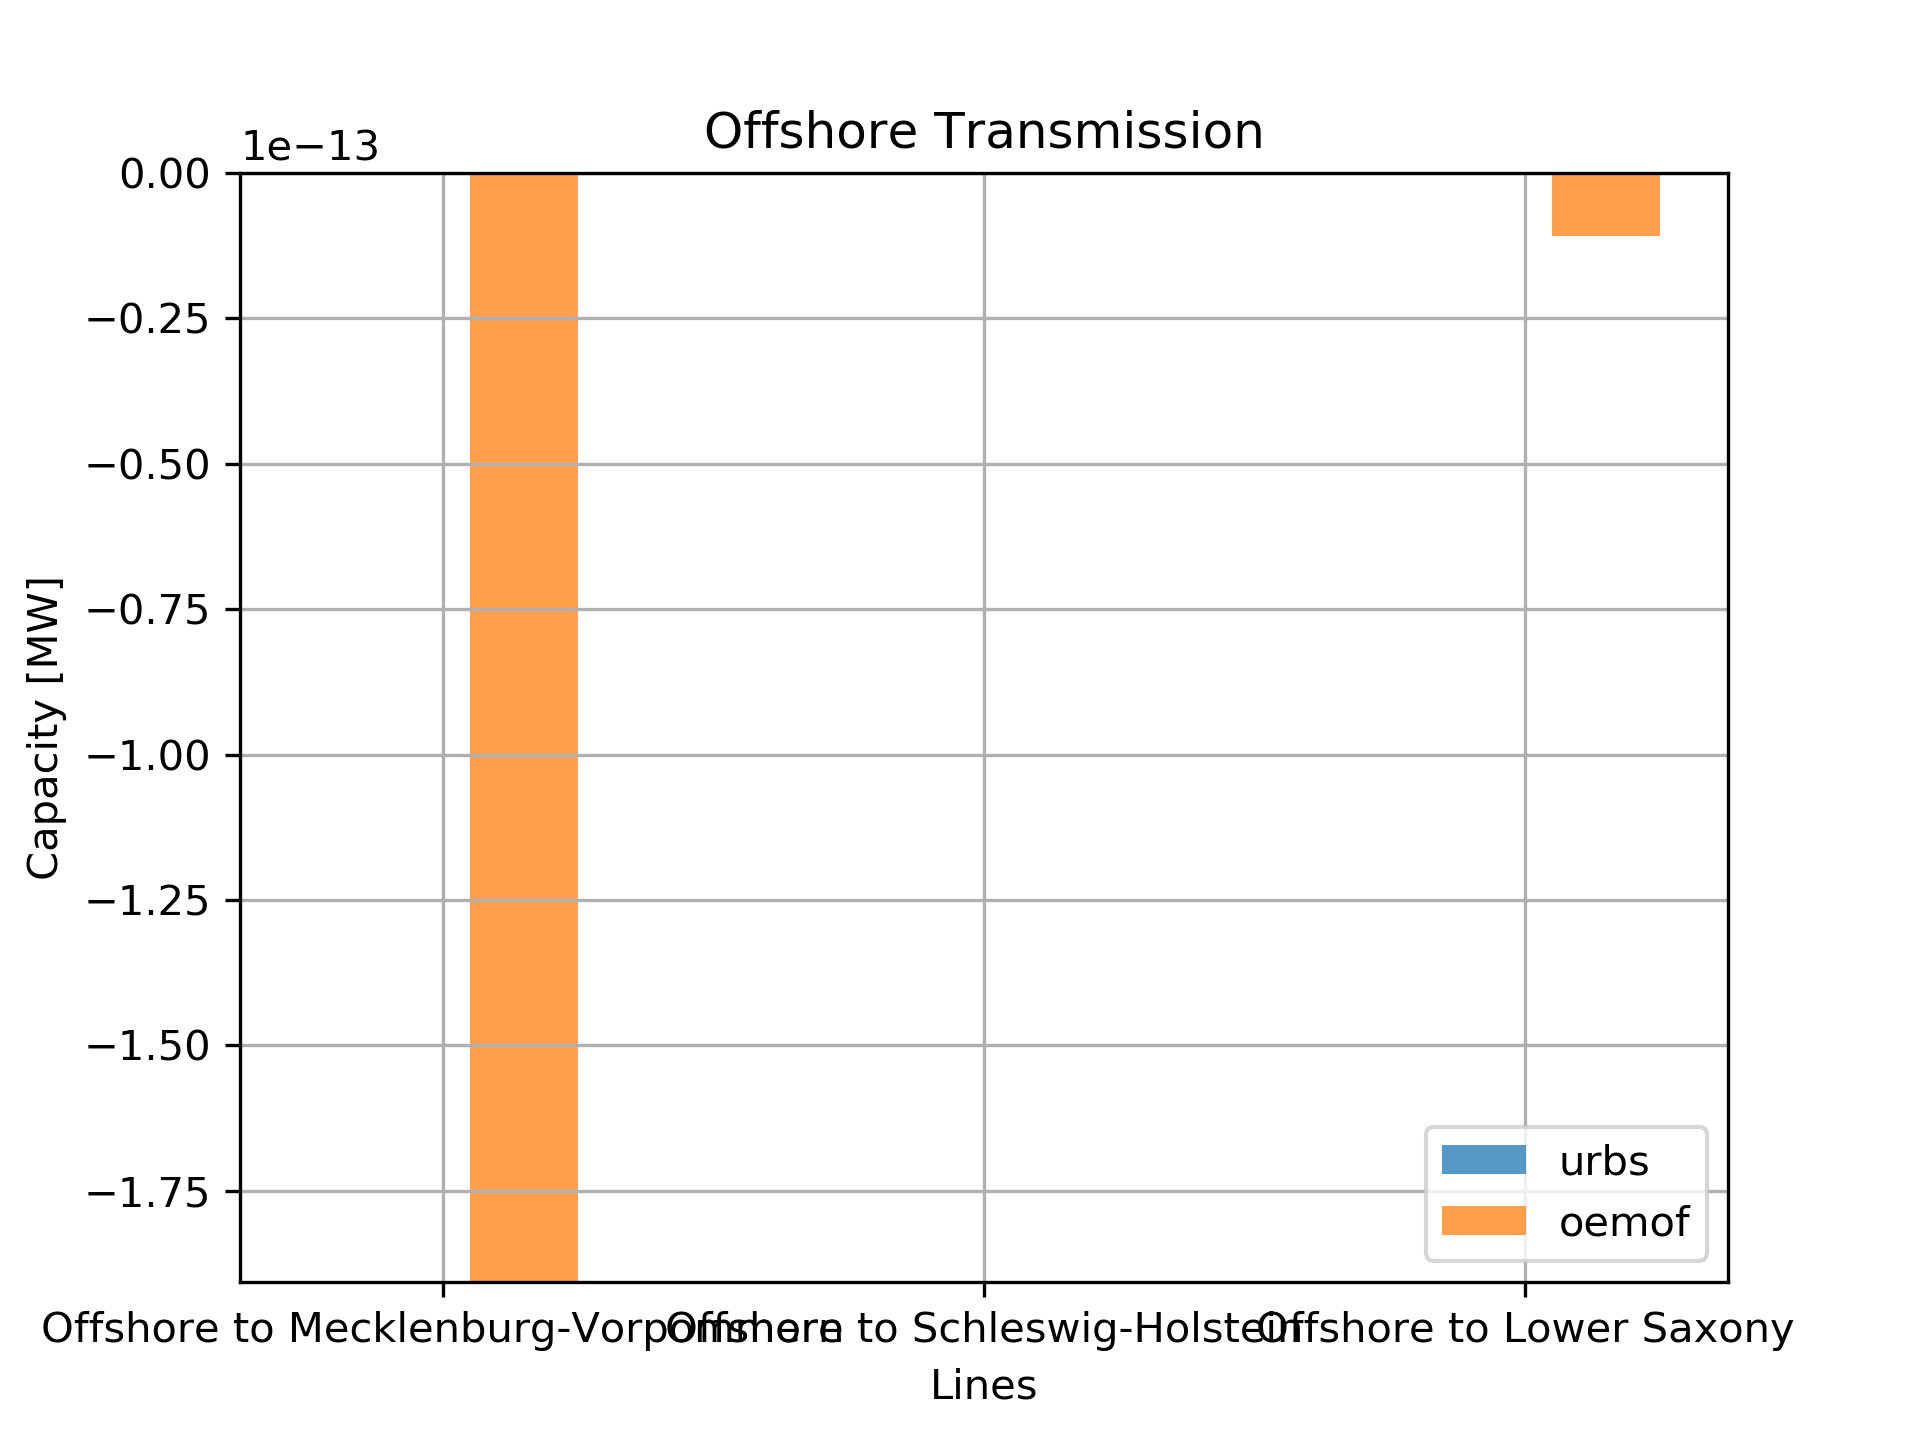 Offshore Transmission
1e−13
0.00
−0.25
−0.50
−0.75
−1.00
−1.25
−1.50
−1.75
Capacity [MW]
urbs
oemof
Offshore to Mecklenburg-Vorpommern
Offshore to Schleswig-Holstein
Offshore to Lower Saxony
Lines